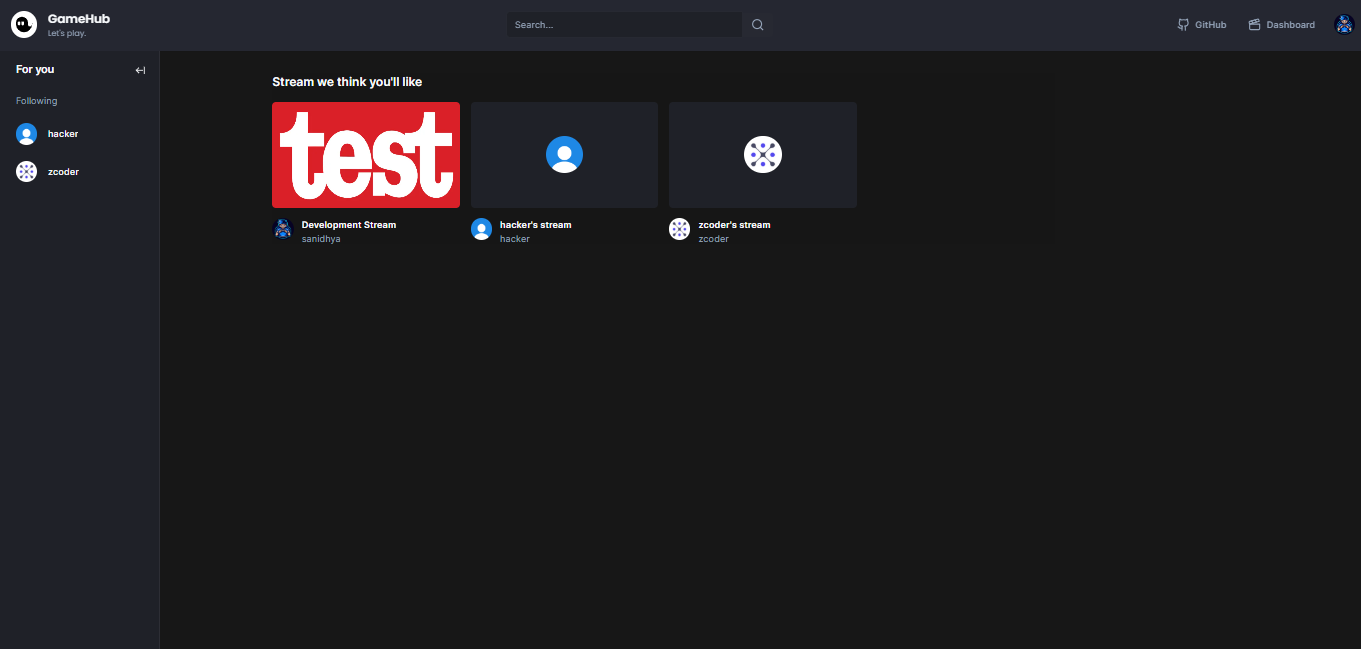 GameHub
Let's play.
Search...
GitHub
Dashboard
For you
Following
hacker
zcoder
Stream we think you'll like
test
Development Stream
sanidhya
hacker's stream
hacker
zcoder's stream
zcoder